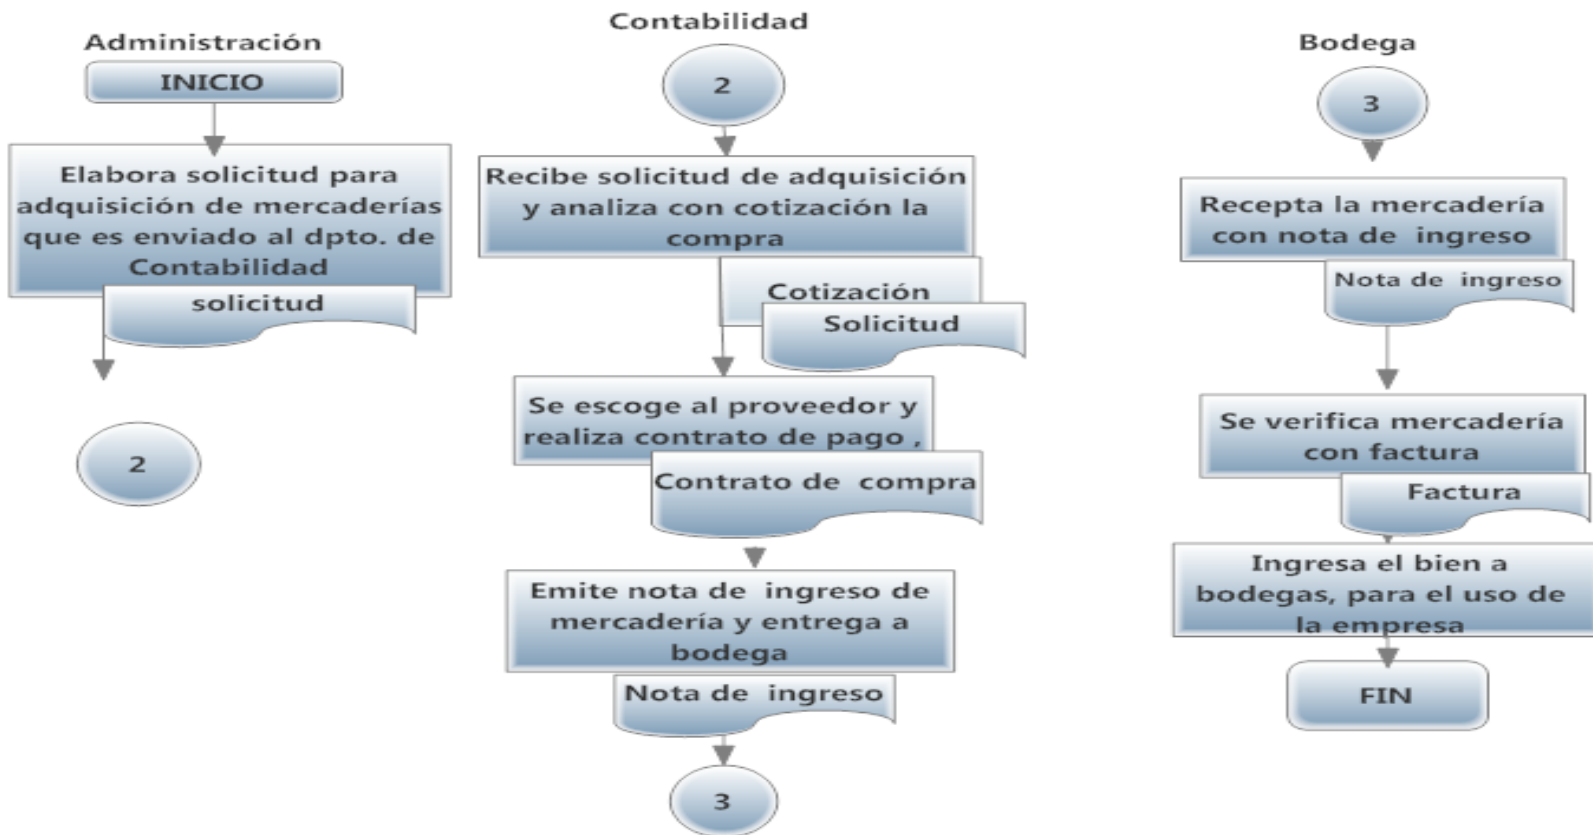 Administración
INICIO
Elabora solicitud para
adquisición de mercaderías
que es enviado al dpto. de
Contabilidad
solicitud
2
Contabilidad
2
Recibe solicitud de adquisición
y analiza con cotización la
compra
Cotización
Solicitud
Se escoge al proveedor y
realiza contrato de pago ,
Contrato de compra
Emite nota de ingreso de
mercadería y entrega a
bodega
Nota de ingreso
3
Bodega
3
Recepta la mercadería
con nota de ingreso
Nota de ingreso
Se verifica mercadería
con factura
Factura
Ingresa el bien a
bodegas, para el uso de
la empresa
FIN